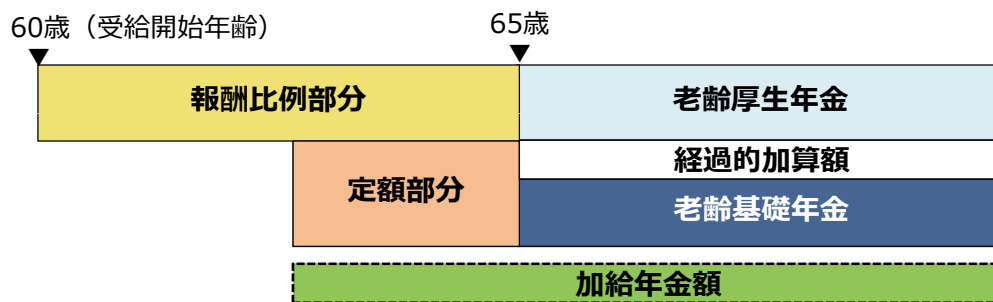 60歳（受給開始年齢）
65歳
報酬比例部分
老齢厚生年金
経過的加算額
定額部分
老齢基礎年金
加給年金額